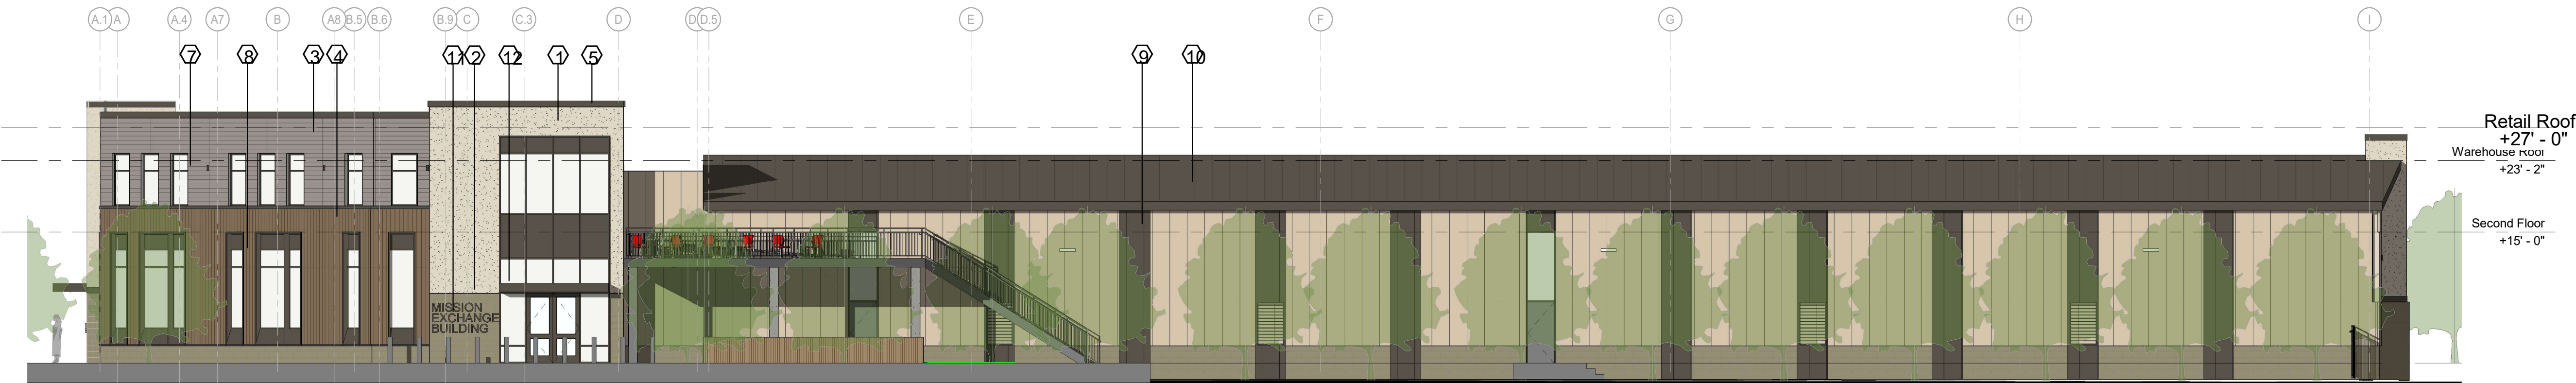 A.1 A A.4 A7 B A8 B.5 B.6 B.9 C C.3 D D.5 E F G H I
7 8 3 4 11 2 12 1 5 9 10
Retail Roof
+27' - 0"
Warehouse Roof
+23' - 2"
Second Floor
+15' - 0"
MISSION
EXCHANGE
BUILDING